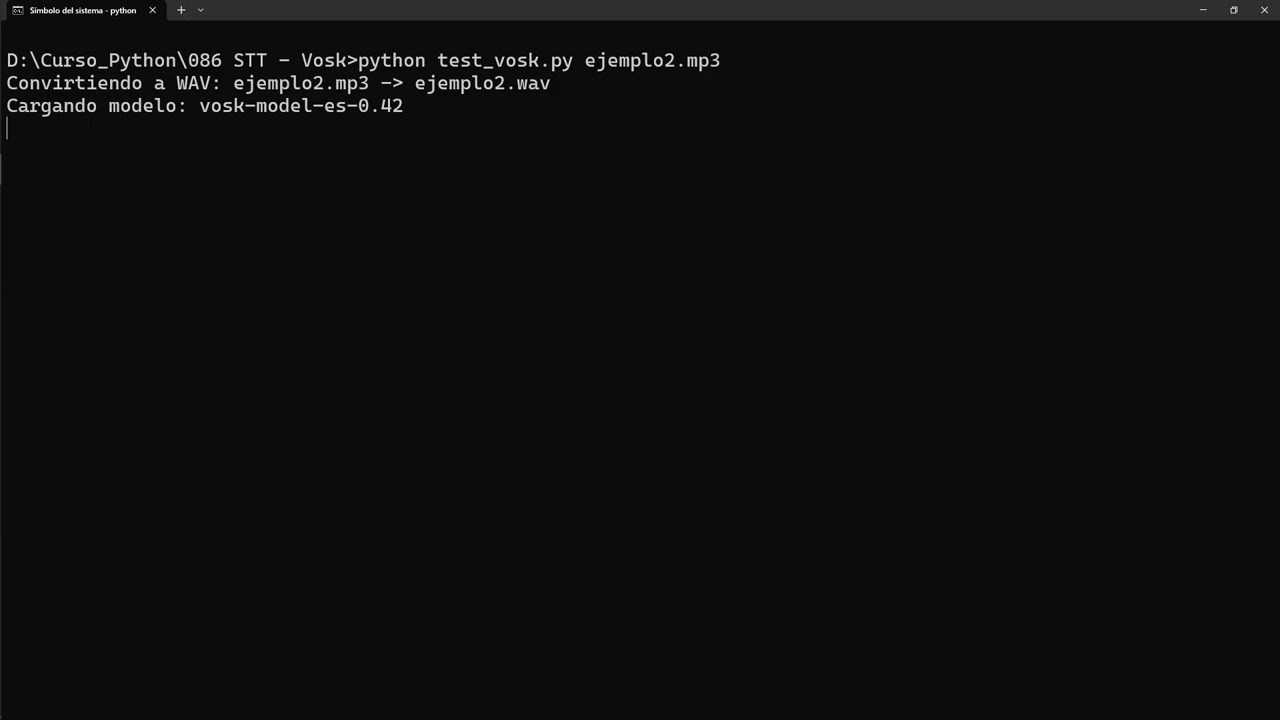 Símbolo del sistema - python
D:\Curso_Python\086 STT - Vosk>python test_vosk.py ejemplo2.mp3
Convirtiendo a WAV: ejemplo2.mp3 -> ejemplo2.wav
Cargando modelo: vosk-model-es-0.42